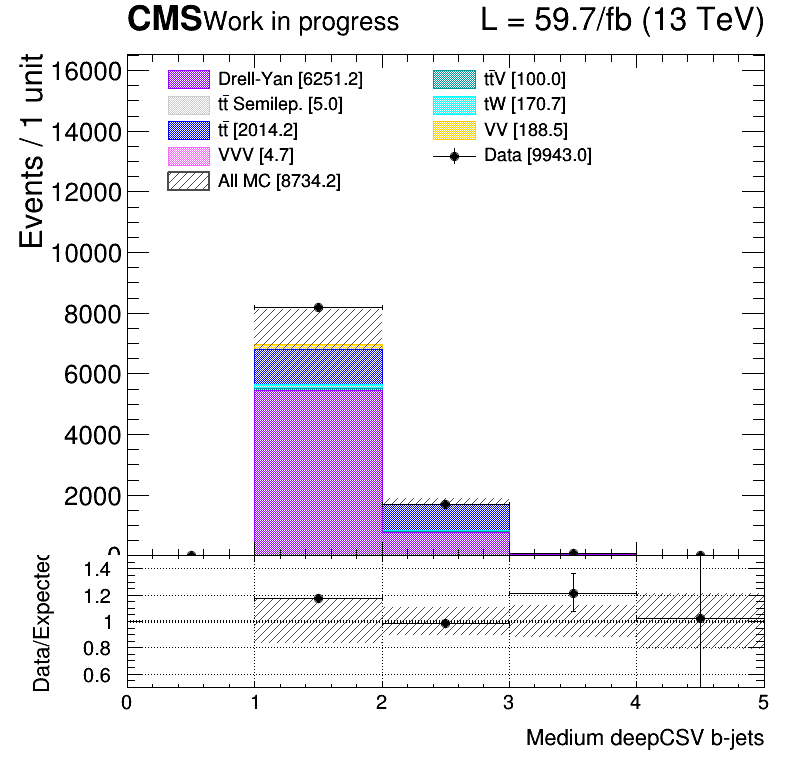 CMS Work in progress L = 59.7/fb (13 TeV)
Events / 1 unit
16000
14000
12000
10000
8000
6000
4000
2000
0
Drell-Yan [6251.2]
tt̄ Semilep. [5.0]
tt̄ [2014.2]
VVV [4.7]
All MC [8734.2]
tt̄V [100.0]
tW [170.7]
VV [188.5]
Data [9943.0]
Data/Expected
1.4
1.2
1
0.8
0.6
0 1 2 3 4 5
Medium deepCSV b-jets